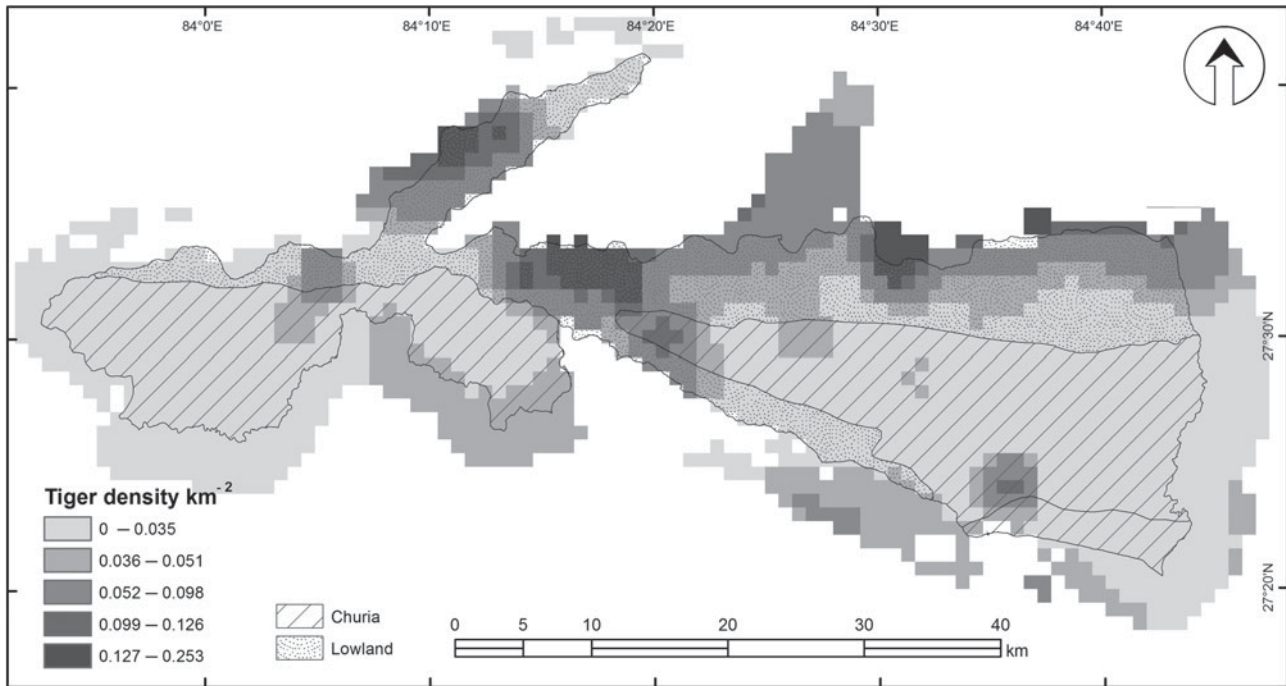 84°0'E 84°10'E 84°20'E 84°30'E 84°40'E
27°30'N
27°20'N
Tiger density km⁻²
0 — 0.035
0.036 — 0.051
0.052 — 0.098
0.099 — 0.126
0.127 — 0.253
Churia
Lowland
0 5 10 20 30 40
km